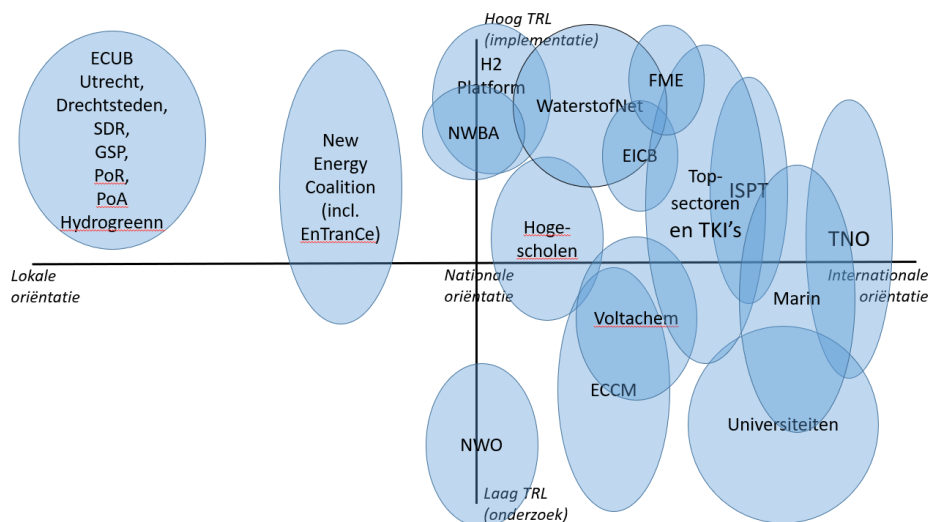 Hoog TRL
(implementatie)
ECUB
Utrecht,
Drechtsteden,
SDR,
GSP,
PoR,
PoA
Hydrogreenn
New
Energy
Coalition
(incl.
EnTranCe)
H2
Platform
NWBA
WaterstofNet
FME
EICB
Top-
sectoren
en TKI's
ISPT
Hoge-
scholen
TNO
Lokale
oriëntatie
Nationale
oriëntatie
Internationale
oriëntatie
Marin
Voltachem
ECCM
Universiteiten
NWO
Laag TRL
(onderzoek)